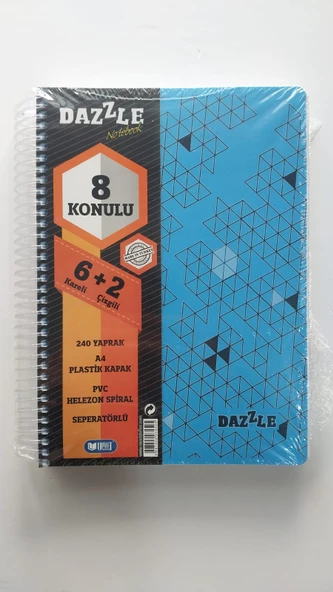 DAZZLE
Notebook
8
KONULU
6+2
Kareli Çizgili
240 YAPRAK
A4
PLASTİK KAPAK
PVC
HELEZON SPİRAL
SEPERATÖRLÜ
DAZZLE